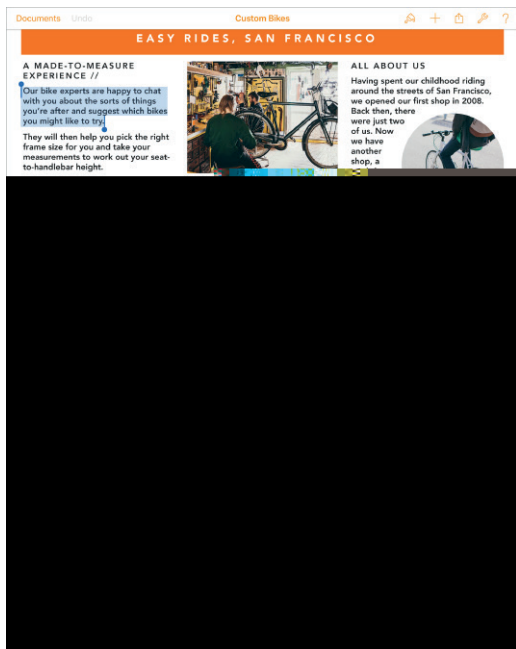 Documents Undo Custom Bikes ?
EASY RIDES, SAN FRANCISCO
A MADE-TO-MEASURE
EXPERIENCE //
Our bike experts are happy to chat
with you about the sorts of things
you're after and suggest which bikes
you might like to try.
They will then help you pick the right
frame size for you and take your
measurements to work out your seat-
to-handlebar height.
ALL ABOUT US
Having spent our childhood riding
around the streets of San Francisco,
we opened our first shop in 2008.
Back then, there
were just two
of us. Now
we have
another
shop, a